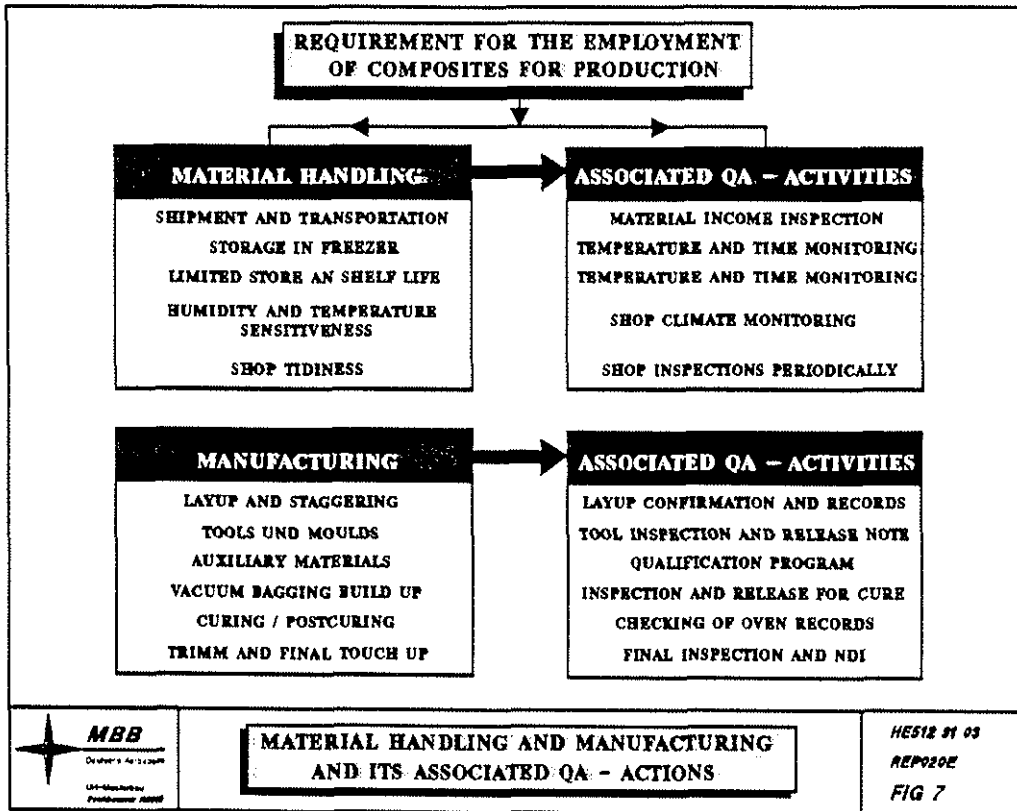 REQUIREMENT FOR THE EMPLOYMENT
OF COMPOSITES FOR PRODUCTION
MATERIAL HANDLING
SHIPMENT AND TRANSPORTATION
STORAGE IN FREEZER
LIMITED STORE AN SHELF LIFE
HUMIDITY AND TEMPERATURE
SENSITIVENESS
SHOP TIDINESS
ASSOCIATED QA - ACTIVITIES
MATERIAL INCOME INSPECTION
TEMPERATURE AND TIME MONITORING
TEMPERATURE AND TIME MONITORING
SHOP CLIMATE MONITORING
SHOP INSPECTIONS PERIODICALLY
MANUFACTURING
LAYUP AND STAGGERING
TOOLS UND MOULDS
AUXILIARY MATERIALS
VACUUM BAGGING BUILD UP
CURING / POSTCURING
TRIMM AND FINAL TOUCH UP
ASSOCIATED QA - ACTIVITIES
LAYUP CONFIRMATION AND RECORDS
TOOL INSPECTION AND RELEASE NOTE
QUALIFICATION PROGRAM
INSPECTION AND RELEASE FOR CURE
CHECKING OF OVEN RECORDS
FINAL INSPECTION AND NDI
MBB
MATERIAL HANDLING AND MANUFACTURING
AND ITS ASSOCIATED QA - ACTIONS
HE512 91 03
REP020E
FIG 7